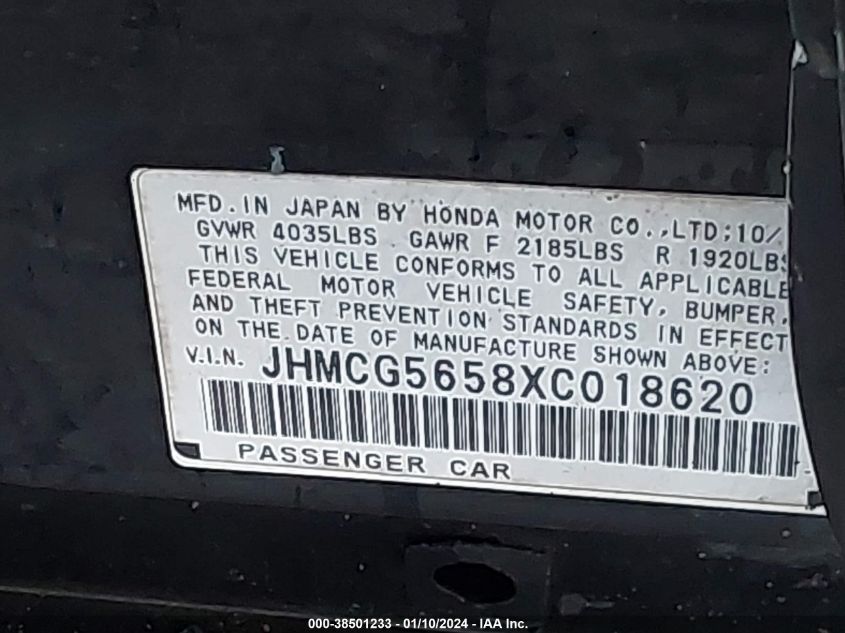 MFD. IN JAPAN BY HONDA MOTOR CO.,LTD;10/
GVWR 4035LBS GAWR F 2185LBS R 1920LBS
THIS VEHICLE CONFORMS TO ALL APPLICABLE
FEDERAL MOTOR VEHICLE SAFETY, BUMPER,
AND THEFT PREVENTION STANDARDS IN EFFECT
ON THE DATE OF MANUFACTURE SHOWN ABOVE:
V.I.N. JHMCG5658XC018620
PASSENGER CAR
000-38501233 - 01/10/2024 - IAA Inc.